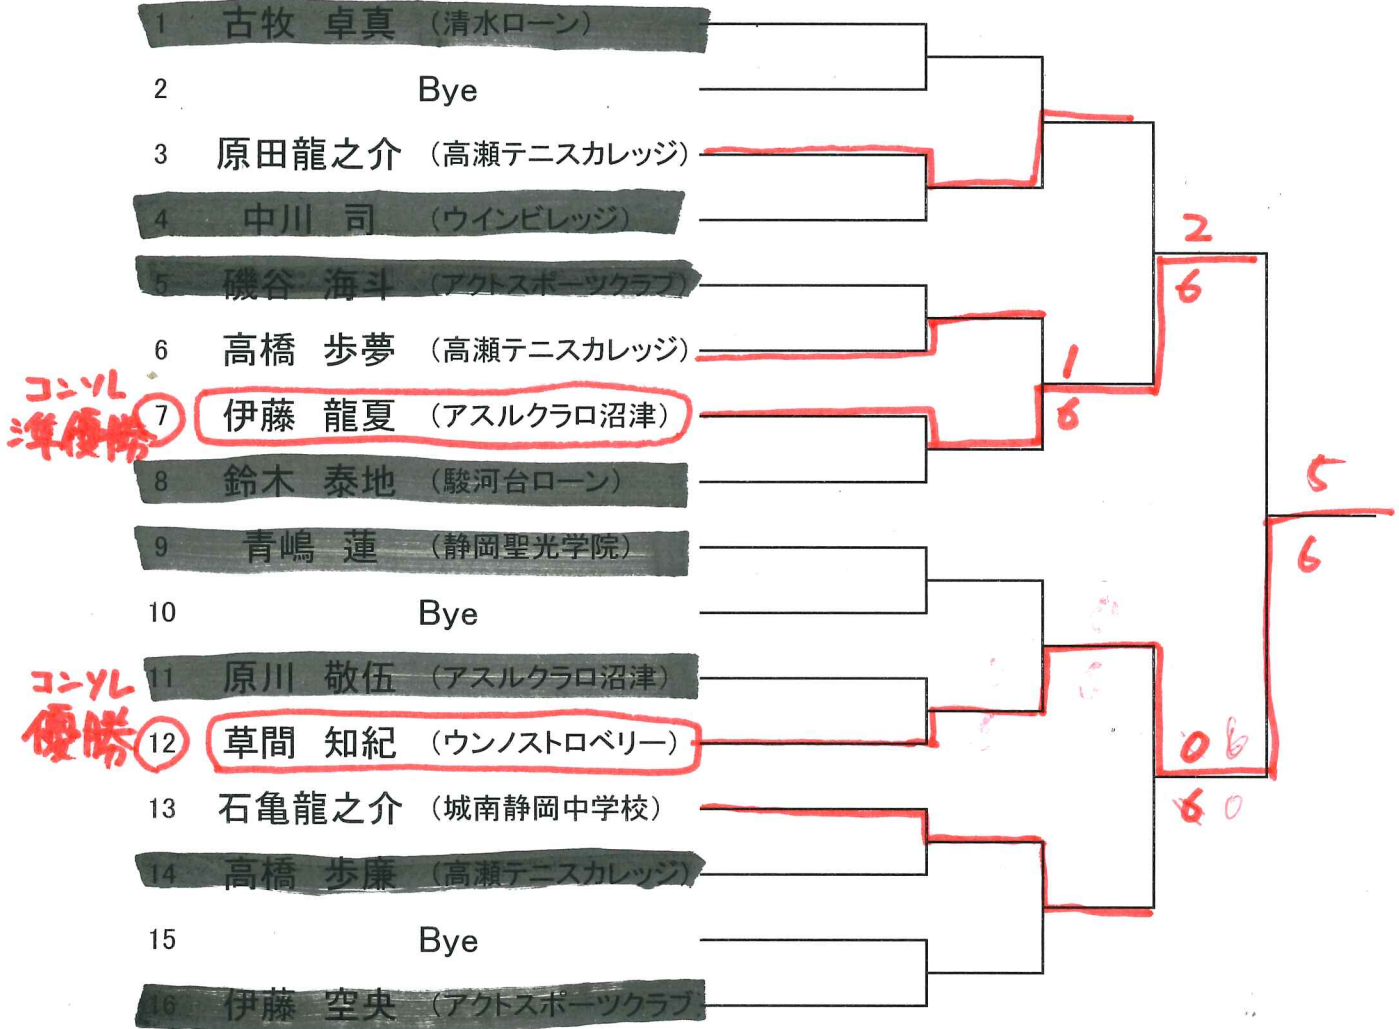 1 古牧 卓真 (清水ローン)
2 Bye
3 原田龍之介 (高瀬テニスカレッジ)
4 中川 司 (ウインビレッジ)
2
5 磯谷 海斗 (アクトスポーツクラブ)
6
6 高橋 歩夢 (高瀬テニスカレッジ)
1
コンソレ
準優勝
7 伊藤 龍夏 (アスルクラロ沼津)
6
8 鈴木 泰地 (駿河台ローン)
5
9 青嶋 蓮 (静岡聖光学院)
6
10 Bye
11 原川 敬伍 (アスルクラロ沼津)
コンソレ
優勝
12 草間 知紀 (ウンノストロベリー)
0 6
13 石亀龍之介 (城南静岡中学校)
6 0
14 高橋 歩廉 (高瀬テニスカレッジ)
15 Bye
16 伊藤 空央 (アクトスポーツクラブ